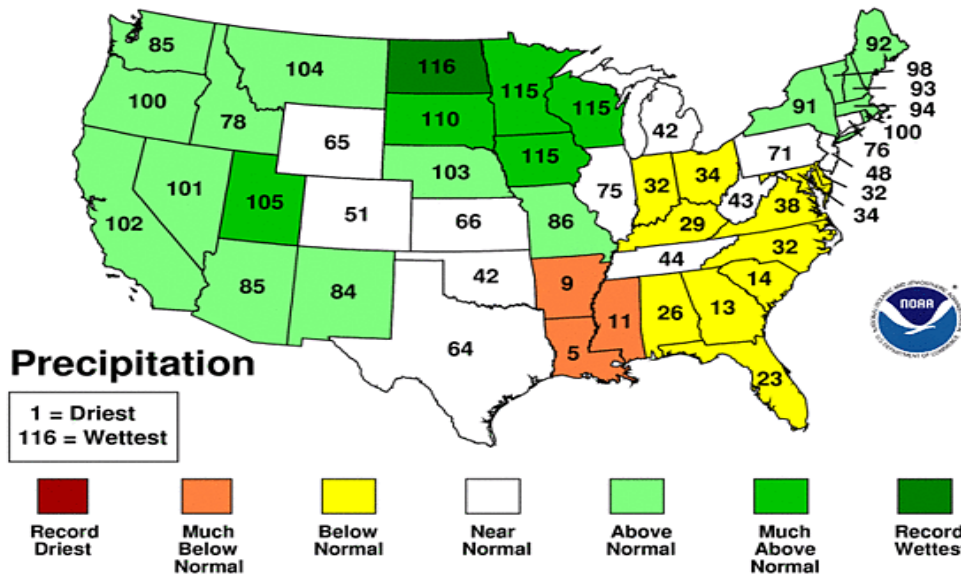 85
104
116
115
115
92
98
93
94
100
76
48
32
34
100
78
110
91
65
42
103
115
71
101
105
75
32
34
43
38
102
51
66
86
29
32
44
85
84
42
9
14
11
26
13
64
5
23
NOAA
Precipitation
1 = Driest
116 = Wettest
Record
Driest
Much
Below
Normal
Below
Normal
Near
Normal
Above
Normal
Much
Above
Normal
Record
Wettest